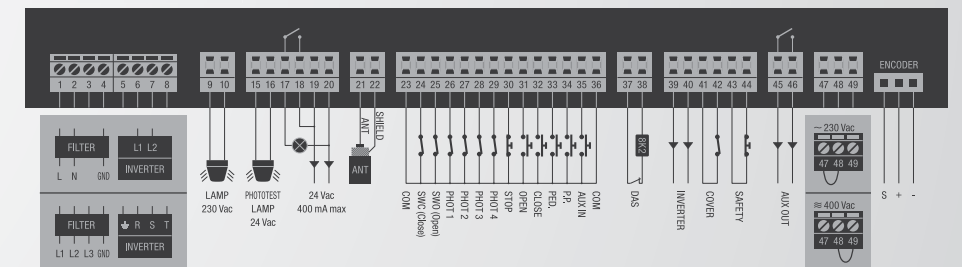 ENCODER
1 2 3 4 5 6 7 8 9 10 15 16 17 18 19 20 21 22 23 24 25 26 27 28 29 30 31 32 33 34 35 36 37 38 39 40 41 42 43 44 45 46 47 48 49
ANT
SHIELD
8K2
FILTER
L N GND
L1 L2
INVERTER
ANT
~ 230 Vac
47 48 49
S + -
LAMP
230 Vac
PHOTOTEST
LAMP
24 Vac
24 Vac
400 mA max
COM
SWC (Close)
SWO (Open)
PHOT 1
PHOT 2
PHOT 3
PHOT 4
STOP
OPEN
CLOSE
PED.
P.P.
AUX IN
COM
DAS
INVERTER
COVER
SAFETY
AUX OUT
FILTER
L1 L2 L3 GND
R S T
INVERTER
≈ 400 Vac
47 48 49